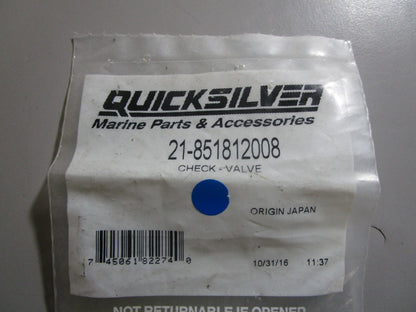 QUICKSILVER
Marine Parts & Accessories
21-851812008
CHECK-VALVE
ORIGIN JAPAN
7 45061 82274 0
10/31/16 11:37
NOT RETURNABLE IF OPENED